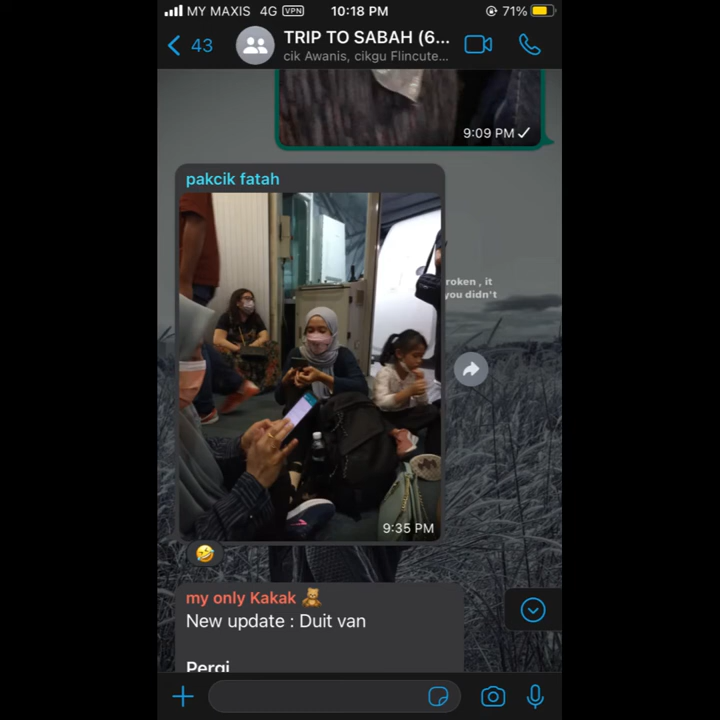 MY MAXIS 4G VPN 10:18 PM 71%
43 TRIP TO SABAH (6...
cik Awanis, cikgu Flincute...
9:09 PM
pakcik fatah
roken , it
you didn't
9:35 PM
my only Kakak
New update : Duit van
Pergi